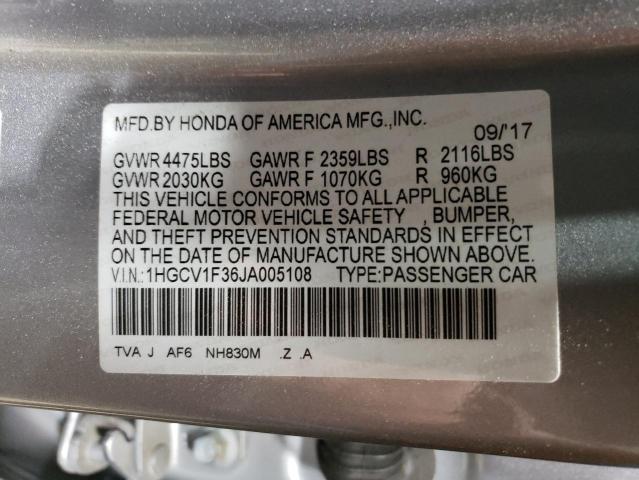 MFD.BY HONDA OF AMERICA MFG.,INC.
09/'17
GVWR 4475LBS GAWR F 2359LBS R 2116LBS
GVWR 2030KG GAWR F 1070KG R 960KG
THIS VEHICLE CONFORMS TO ALL APPLICABLE
FEDERAL MOTOR VEHICLE SAFETY , BUMPER,
AND THEFT PREVENTION STANDARDS IN EFFECT
ON THE DATE OF MANUFACTURE SHOWN ABOVE.
V.I.N.:1HGCV1F36JA005108 TYPE:PASSENGER CAR
TVA J AF6 NH830M .Z .A